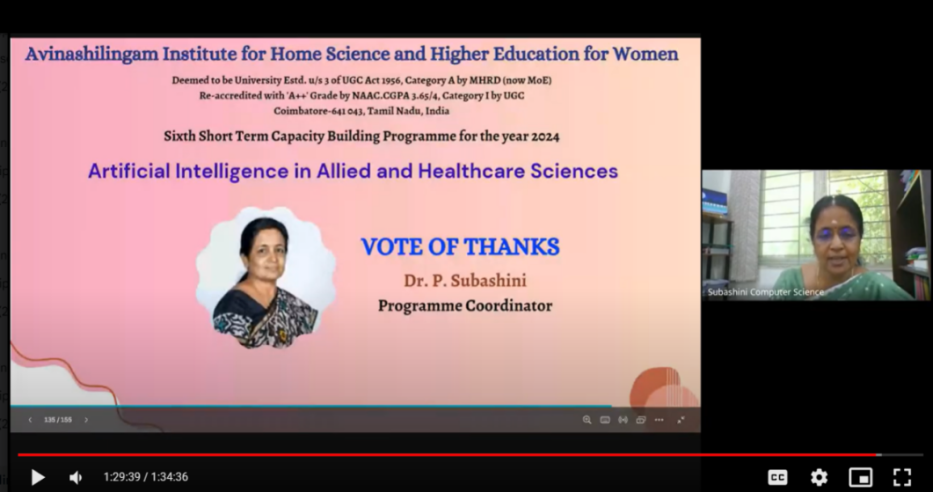 Avinashilingam Institute for Home Science and Higher Education for Women
Deemed to be University Estd. u/s 3 of UGC Act 1956, Category A by MHRD (now MoE)
Re-accredited with 'A++' Grade by NAAC.CGPA 3.65/4, Category I by UGC
Coimbatore-641 043, Tamil Nadu, India
Sixth Short Term Capacity Building Programme for the year 2024
Artificial Intelligence in Allied and Healthcare Sciences
VOTE OF THANKS
Dr. P. Subashini
Programme Coordinator
Subashini Computer Science
1:29:39 / 1:34:36
CC